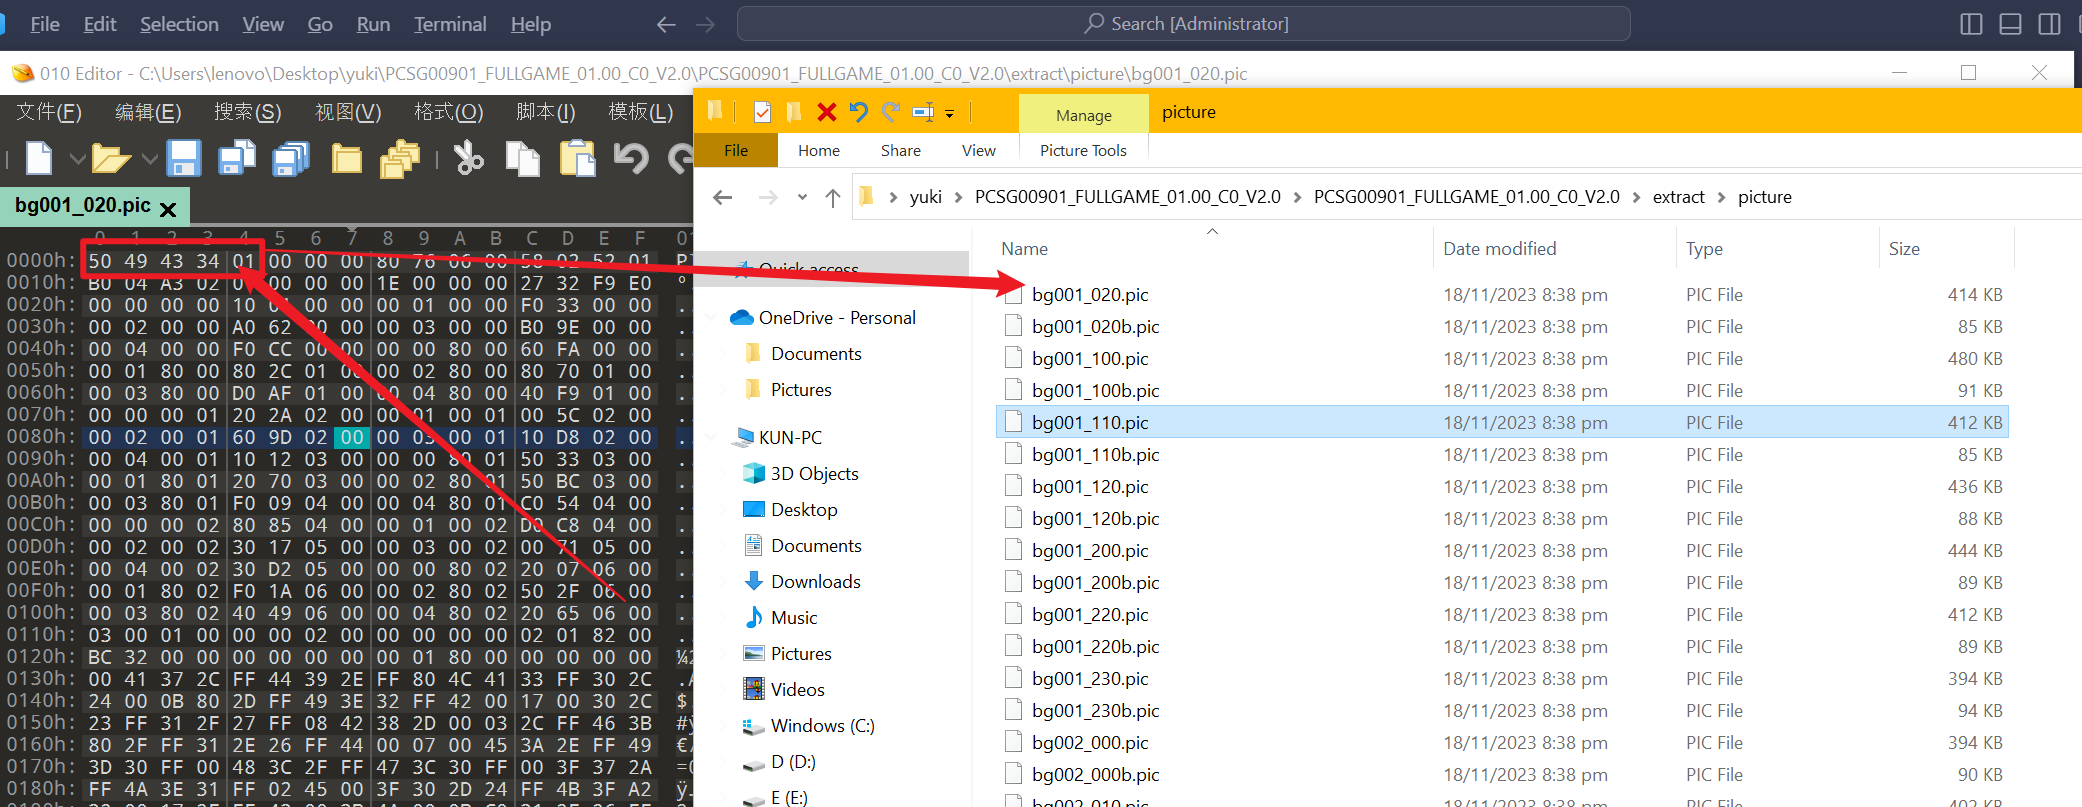 File Edit Selection View Go Run Terminal Help
Search [Administrator]
010 Editor - C:\Users\lenovo\Desktop\yuki\PCSG00901_FULLGAME_01.00_C0_V2.0\PCSG00901_FULLGAME_01.00_C0_V2.0\extract\picture\bg001_020.pic
文件(F) 编辑(E) 搜索(S) 视图(V) 格式(O) 脚本(I) 模板(L)
bg001_020.pic
0 1 2 3 4 5 6 7 8 9 A B C D E F
0000h: 50 49 43 34 01 00 00 00 80 76 06 00 58 02 52 01
0010h: B0 04 A3 02 00 00 00 1E 00 00 00 27 32 F9 E0
0020h: 00 00 00 00 10 01 00 00 00 01 00 00 F0 33 00 00
0030h: 00 02 00 00 A0 62 00 00 00 03 00 00 B0 9E 00 00
0040h: 00 04 00 00 F0 CC 00 00 00 00 80 00 60 FA 00 00
0050h: 00 01 80 00 80 2C 01 00 00 02 80 00 80 70 01 00
0060h: 00 03 80 00 D0 AF 01 00 00 04 80 00 40 F9 01 00
0070h: 00 00 00 01 20 2A 02 00 00 01 00 01 00 5C 02 00
0080h: 00 02 00 01 60 9D 02 00 00 03 00 01 10 D8 02 00
0090h: 00 04 00 01 10 12 03 00 00 00 80 01 50 33 03 00
00A0h: 00 01 80 01 20 70 03 00 00 02 80 01 50 BC 03 00
00B0h: 00 03 80 01 F0 09 04 00 00 04 80 01 C0 54 04 00
00C0h: 00 00 00 02 80 85 04 00 00 01 00 02 D0 C8 04 00
00D0h: 00 02 00 02 30 17 05 00 00 03 00 02 00 71 05 00
00E0h: 00 04 00 02 30 D2 05 00 00 00 80 02 20 07 06 00
00F0h: 00 01 80 02 F0 1A 06 00 00 02 80 02 50 2F 06 00
0100h: 00 03 80 02 40 49 06 00 00 04 80 02 20 65 06 00
0110h: 03 00 01 00 00 00 02 00 00 00 00 00 02 01 82 00
0120h: BC 32 00 00 00 00 00 00 00 01 80 00 00 00 00 00
0130h: 00 41 37 2C FF 44 39 2E FF 80 4C 41 33 FF 30 2C
0140h: 24 00 0B 80 2D FF 49 3E 32 FF 42 00 17 00 30 2C
0150h: 23 FF 31 2F 27 FF 08 42 38 2D 00 03 2C FF 46 3B
0160h: 80 2F FF 31 2E 26 FF 44 00 07 00 45 3A 2E FF 49
0170h: 3D 30 FF 00 48 3C 2F FF 47 3C 30 FF 00 3F 37 2A
0180h: FF 4A 3E 31 FF 02 45 00 3F 30 2D 24 FF 4B 3F A2
Manage picture
File Home Share View Picture Tools
yuki PCSG00901_FULLGAME_01.00_C0_V2.0 PCSG00901_FULLGAME_01.00_C0_V2.0 extract picture
Quick access
OneDrive - Personal
Documents
Pictures
KUN-PC
3D Objects
Desktop
Documents
Downloads
Music
Pictures
Videos
Windows (C:)
D (D:)
E (E:)
Name Date modified Type Size
bg001_020.pic 18/11/2023 8:38 pm PIC File 414 KB
bg001_020b.pic 18/11/2023 8:38 pm PIC File 85 KB
bg001_100.pic 18/11/2023 8:38 pm PIC File 480 KB
bg001_100b.pic 18/11/2023 8:38 pm PIC File 91 KB
bg001_110.pic 18/11/2023 8:38 pm PIC File 412 KB
bg001_110b.pic 18/11/2023 8:38 pm PIC File 85 KB
bg001_120.pic 18/11/2023 8:38 pm PIC File 436 KB
bg001_120b.pic 18/11/2023 8:38 pm PIC File 88 KB
bg001_200.pic 18/11/2023 8:38 pm PIC File 444 KB
bg001_200b.pic 18/11/2023 8:38 pm PIC File 89 KB
bg001_220.pic 18/11/2023 8:38 pm PIC File 412 KB
bg001_220b.pic 18/11/2023 8:38 pm PIC File 89 KB
bg001_230.pic 18/11/2023 8:38 pm PIC File 394 KB
bg001_230b.pic 18/11/2023 8:38 pm PIC File 94 KB
bg002_000.pic 18/11/2023 8:38 pm PIC File 394 KB
bg002_000b.pic 18/11/2023 8:38 pm PIC File 90 KB